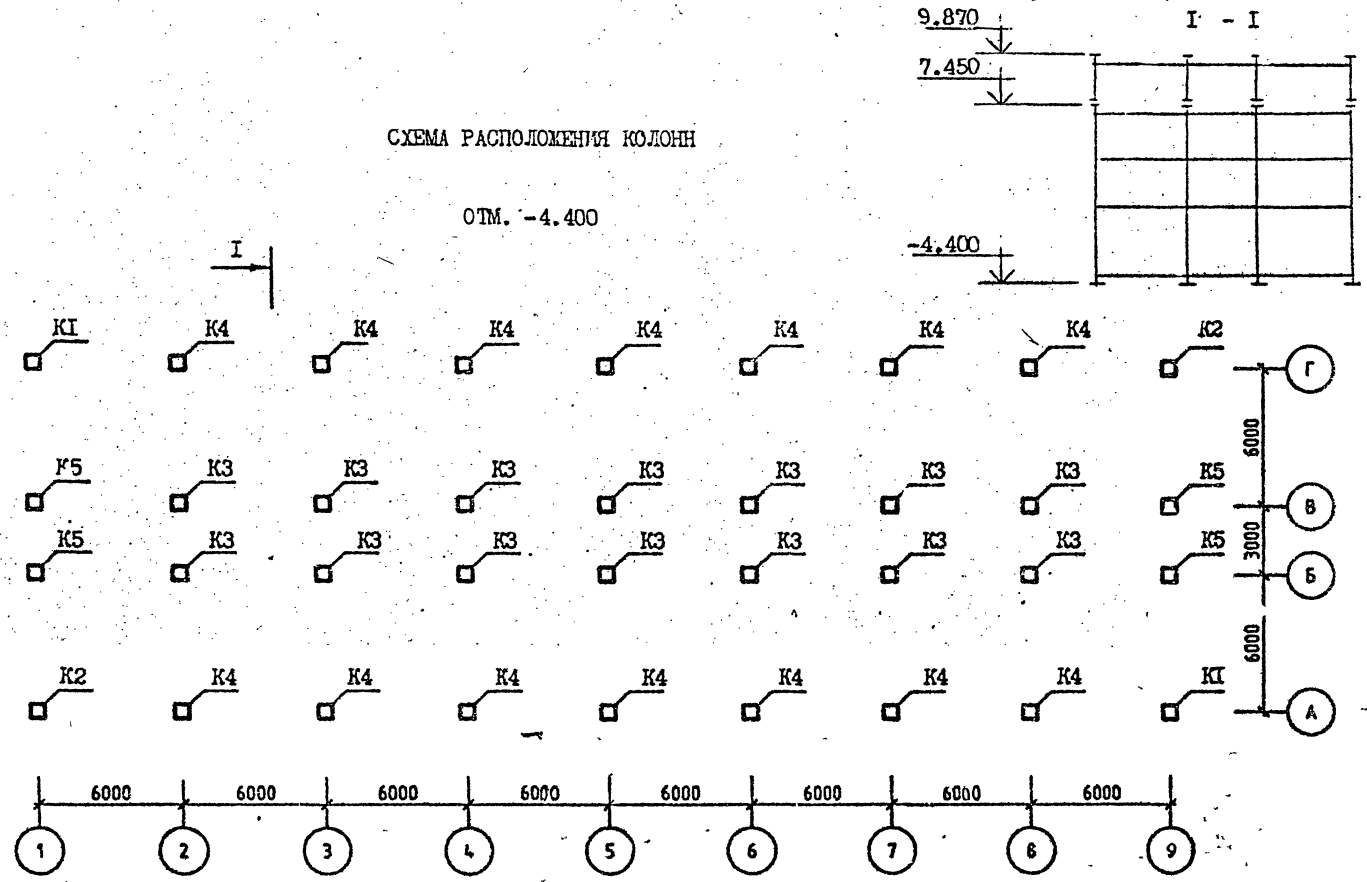 9.870
I - I
7.450
СХЕМА РАСПОЛОЖЕНИЯ КОЛОНН
ОТМ. -4.400
I
-4.400
К1 К4 К4 К4 К4 К4 К4 К4 К2
Г
6000
К5 К3 К3 К3 К3 К3 К3 К3 К5
В
3000
К5 К3 К3 К3 К3 К3 К3 К3 К5
Б
6000
К2 К4 К4 К4 К4 К4 К4 К4 К1
А
6000 6000 6000 6000 6000 6000 6000 6000
1 2 3 4 5 6 7 8 9